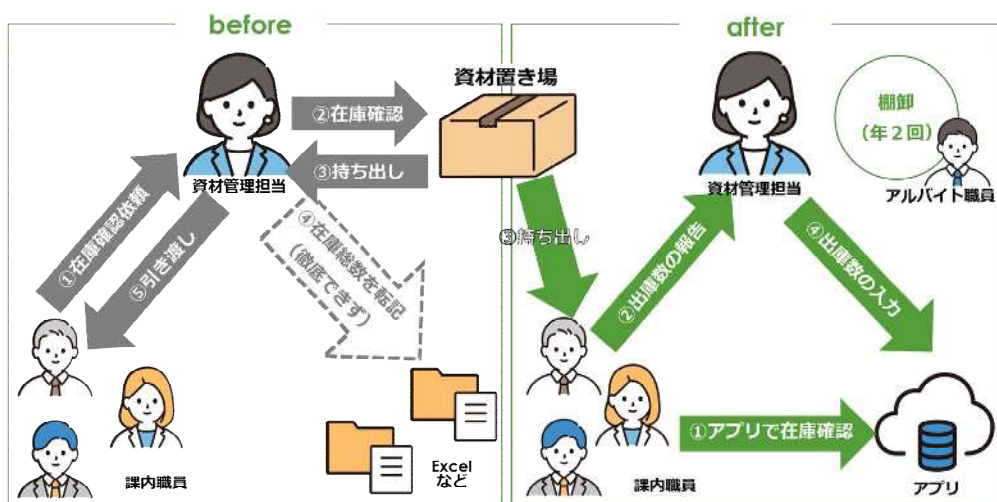 before
資材置き場
②在庫確認
③持ち出し
資材管理担当
①在庫確認依頼
⑤引き渡し
④在庫総数を転記
(徹底できず)
課内職員
Excel
など
after
棚卸
(年2回)
アルバイト職員
資材管理担当
③持ち出し
②出庫数の報告
④出庫数の入力
①アプリで在庫確認
課内職員
アプリ